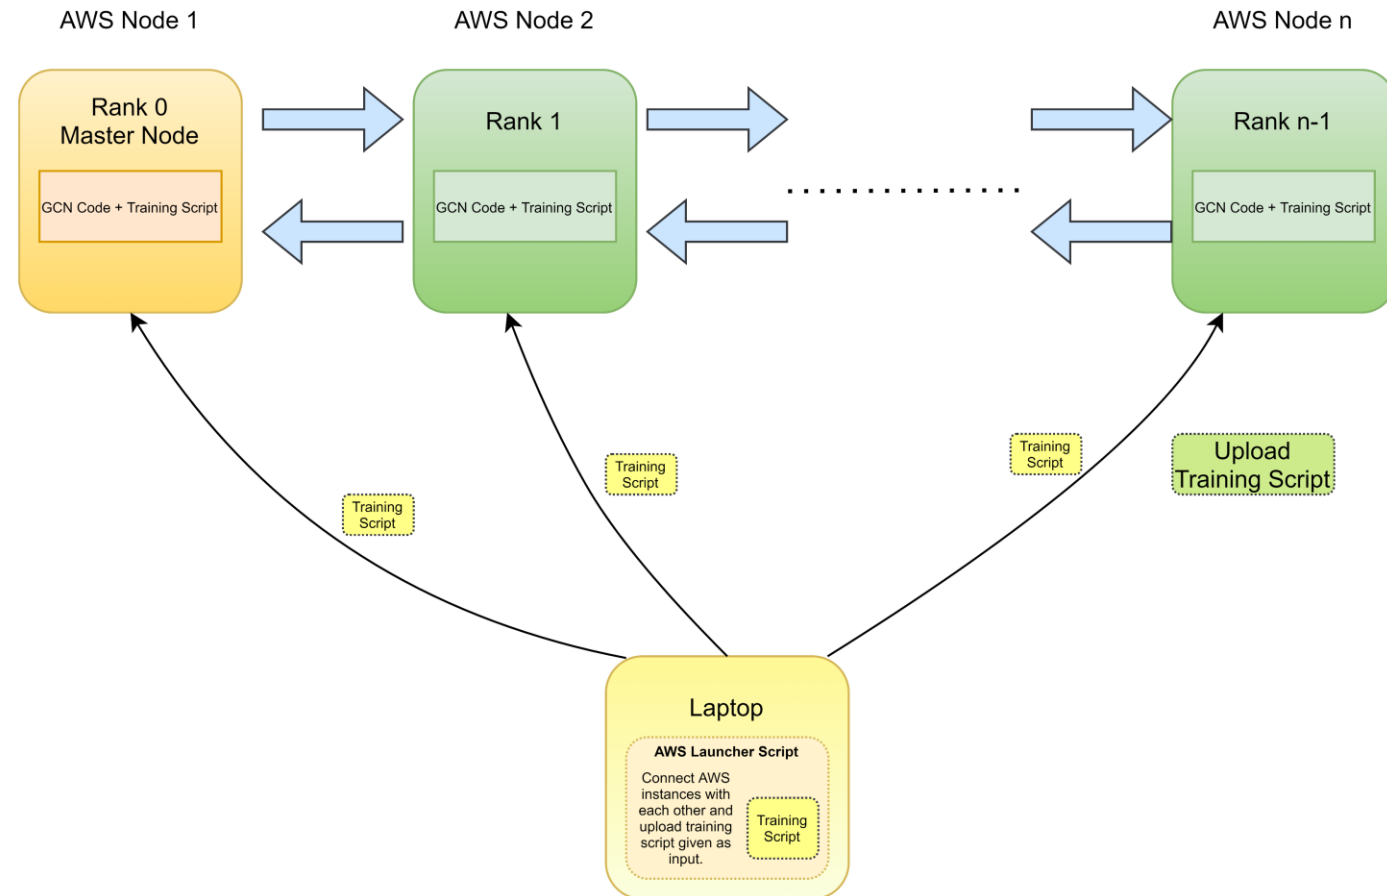 AWS Node 1
AWS Node 2
AWS Node n
Rank 0
Master Node
GCN Code + Training Script
Rank 1
GCN Code + Training Script
Rank n-1
GCN Code + Training Script
Training
Script
Training
Script
Training
Script
Upload
Training Script
Laptop
AWS Launcher Script
Connect AWS
instances with
each other and
upload training
script given as
input.
Training
Script